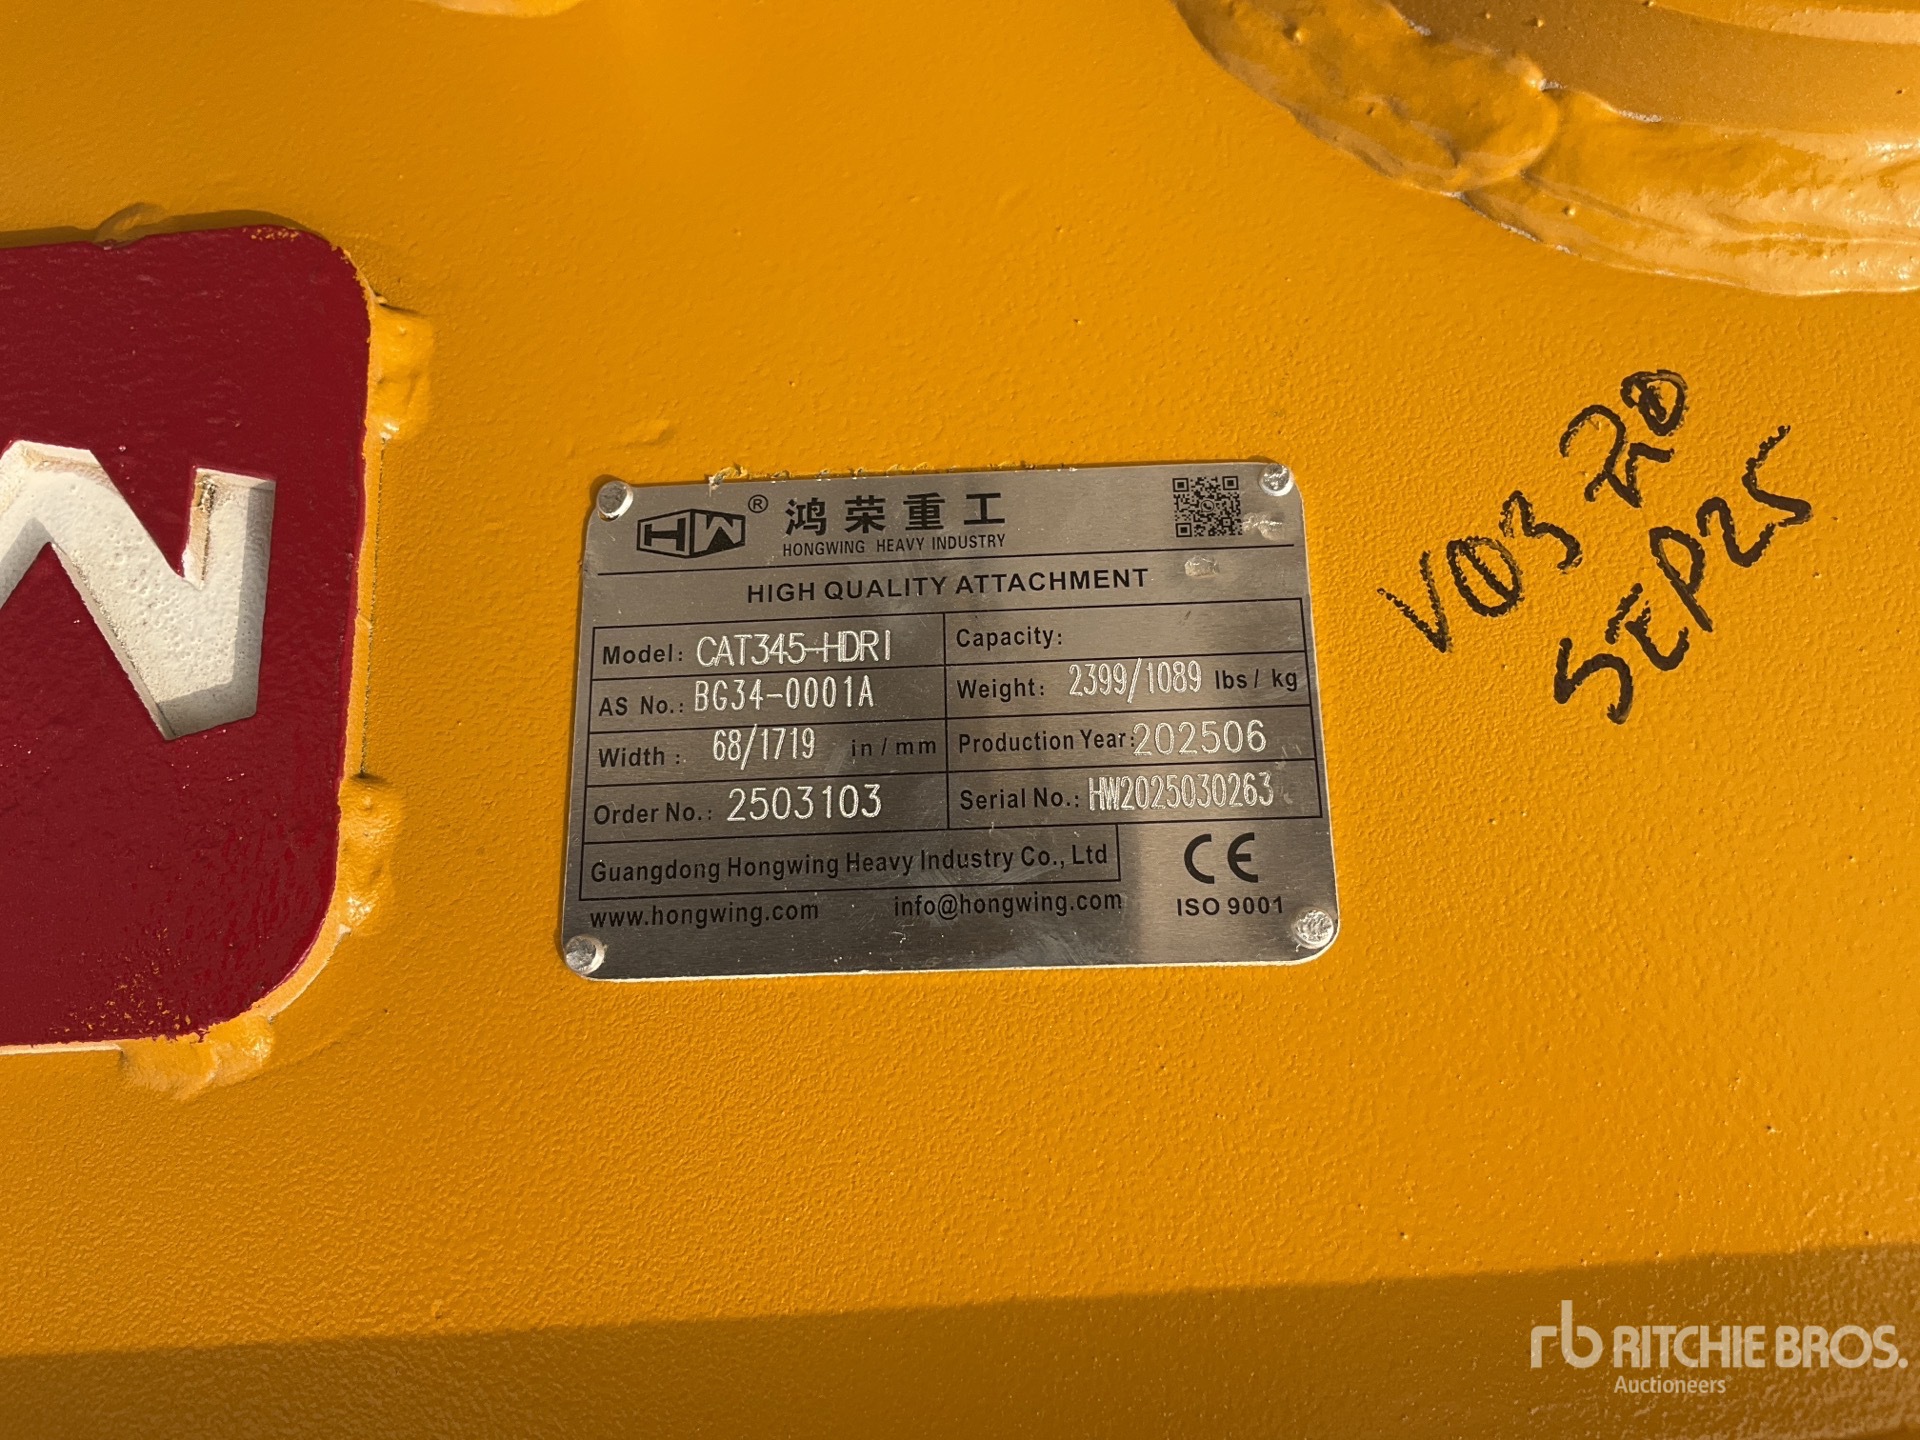 W
HW® 鸿荣重工
HONGWING HEAVY INDUSTRY
HIGH QUALITY ATTACHMENT
Model: CAT345-HDRI
Capacity:
AS No.: BG34-0001A
Weight: 2399/1089 lbs/kg
Width: 68/1719 in/mm
Production Year: 202506
Order No.: 2503103
Serial No.: HW2025030263
Guangdong Hongwing Heavy Industry Co., Ltd
CE
www.hongwing.com info@hongwing.com
ISO 9001
SEP25
rb RITCHIE BROS.
Auctioneers